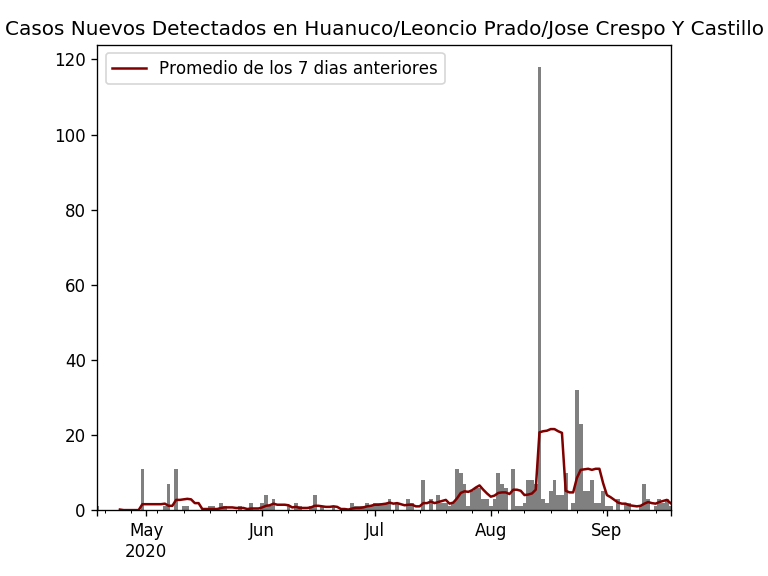 Casos Nuevos Detectados en Huanuco/Leoncio Prado/Jose Crespo Y Castillo
Promedio de los 7 dias anteriores
120
100
80
60
40
20
0
May Jun Jul Aug Sep
2020